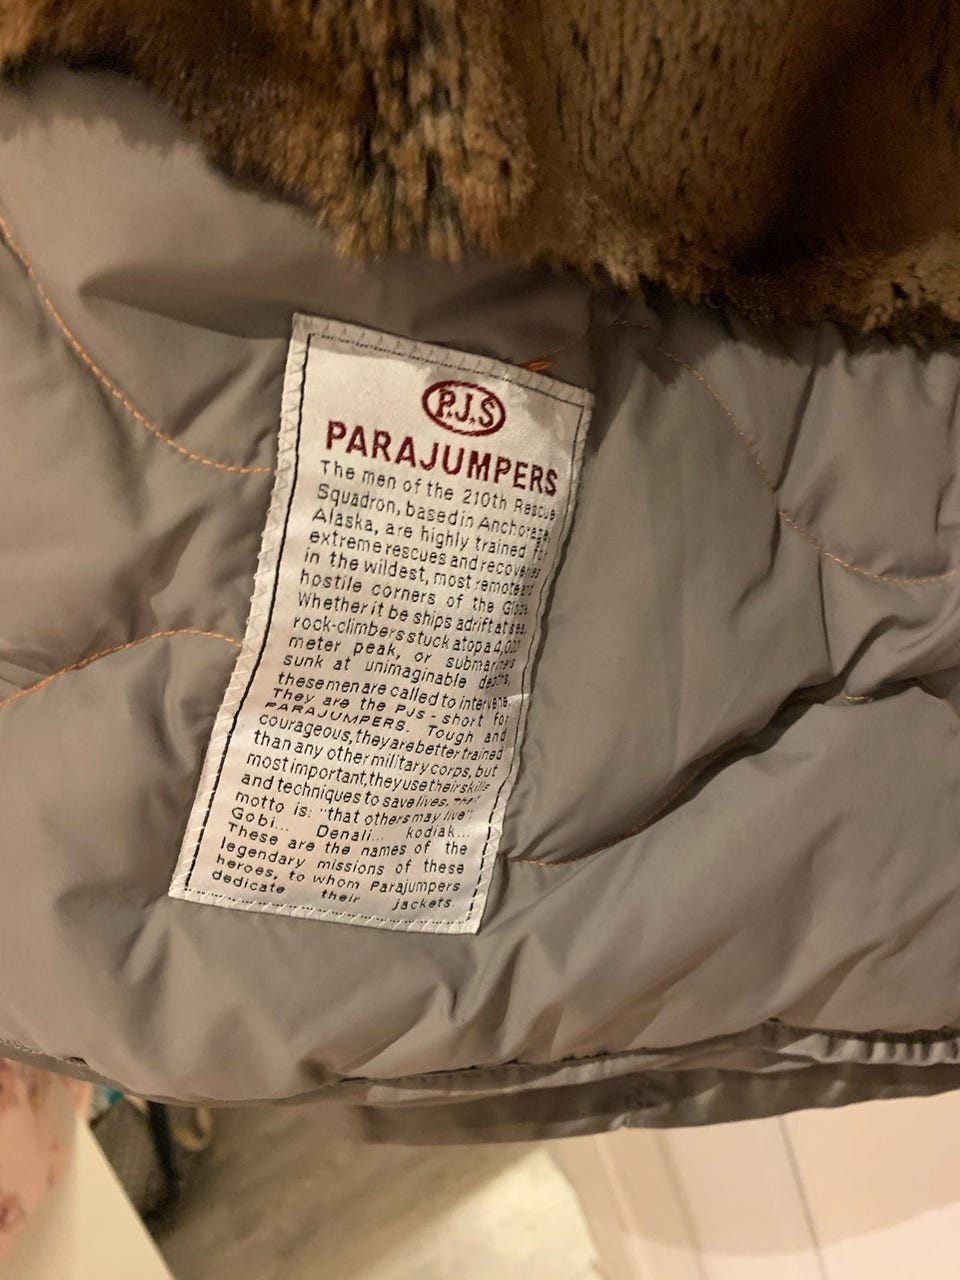 P.J.S
PARAJUMPERS
The men of the 210th Rescue
Squadron, based in Anchorage,
Alaska, are highly trained for
extreme rescues and recoveries
in the wildest, most remote and
hostile corners of the Globe.
Whether it be ships adrift at sea,
rock-climbers stuck atop a 4,000
meter peak, or submarines
sunk at unimaginable depths,
these men are called to intervene.
They are the PJs - short for
PARAJUMPERS. Tough and
courageous, they are better trained
than any other military corps, but
most important, they use their skills
and techniques to save lives. Their
motto is: "that others may live".
Gobi... Denali... kodiak...
These are the names of the
legendary missions of these
heroes, to whom Parajumpers
dedicate their jackets.